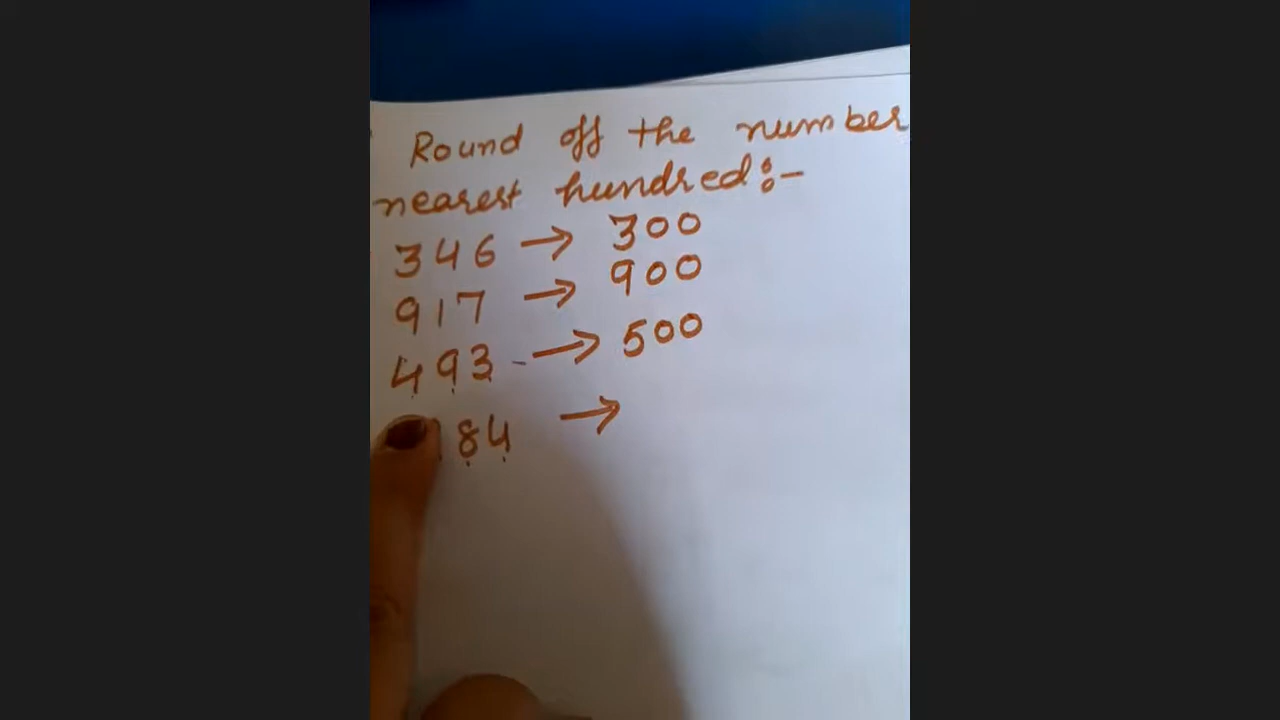 Round off the number
nearest hundred:-
346 → 300
917 → 900
493 → 500
84 →